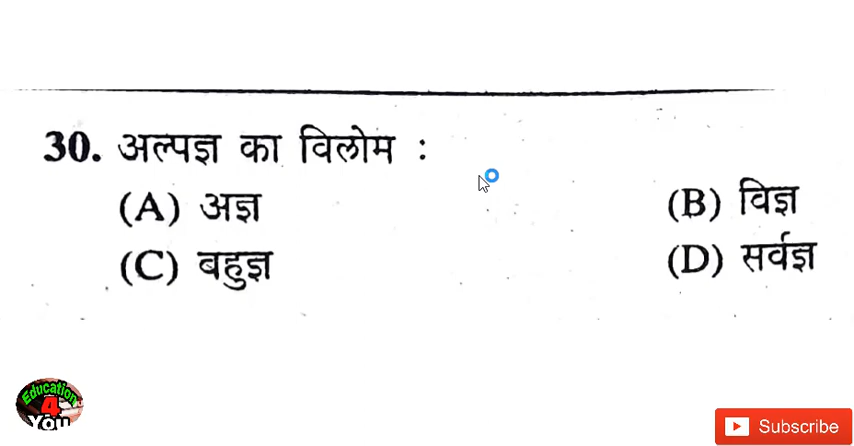 30. अल्पज्ञ का विलोम :
(A) अज्ञ (B) विज्ञ
(C) बहुज्ञ (D) सर्वज्ञ
Education
4
You
Subscribe